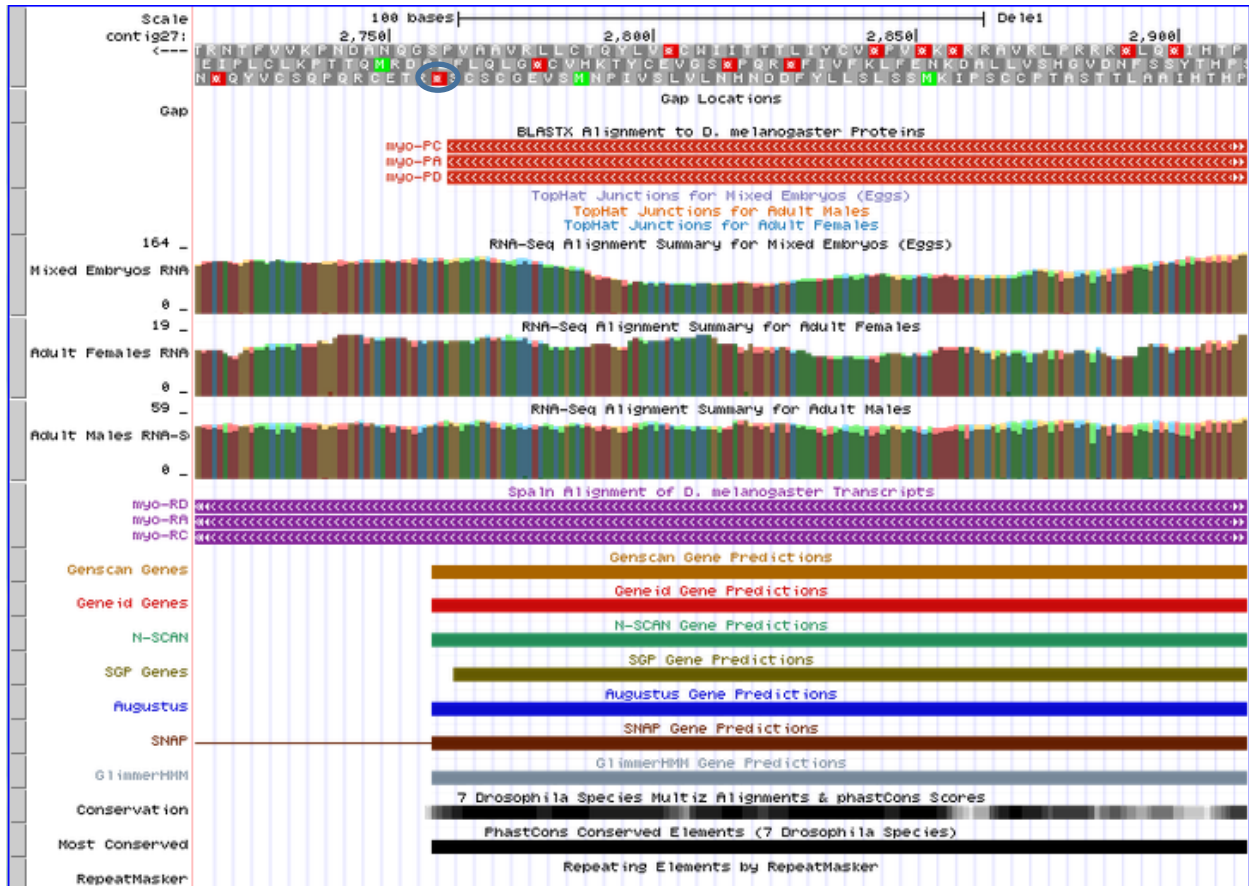 Scale 100 bases Dele1
contig27: 2,750 2,800 2,850 2,900
<---
Gap Locations
Gap
BLASTX Alignment to D. melanogaster Proteins
myo-PC
myo-PA
myo-PD
TopHat Junctions for Mixed Embryos (Eggs)
TopHat Junctions for Adult Males
TopHat Junctions for Adult Females
RNA-Seq Alignment Summary for Mixed Embryos (Eggs)
164 _
Mixed Embryos RNA
0 _
RNA-Seq Alignment Summary for Adult Females
19 _
Adult Females RNA
0 _
RNA-Seq Alignment Summary for Adult Males
59 _
Adult Males RNA-S
0 _
Spaln Alignment of D. melanogaster Transcripts
myo-RD
myo-RA
myo-RC
Genscan Gene Predictions
Genscan Genes
Geneid Gene Predictions
Geneid Genes
N-SCAN Gene Predictions
N-SCAN
SGP Gene Predictions
SGP Genes
Augustus Gene Predictions
Augustus
SNAP Gene Predictions
SNAP
GlimmerHMM Gene Predictions
GlimmerHMM
7 Drosophila Species Multiz Alignments & phastCons Scores
Conservation
PhastCons Conserved Elements (7 Drosophila Species)
Most Conserved
Repeating Elements by RepeatMasker
RepeatMasker